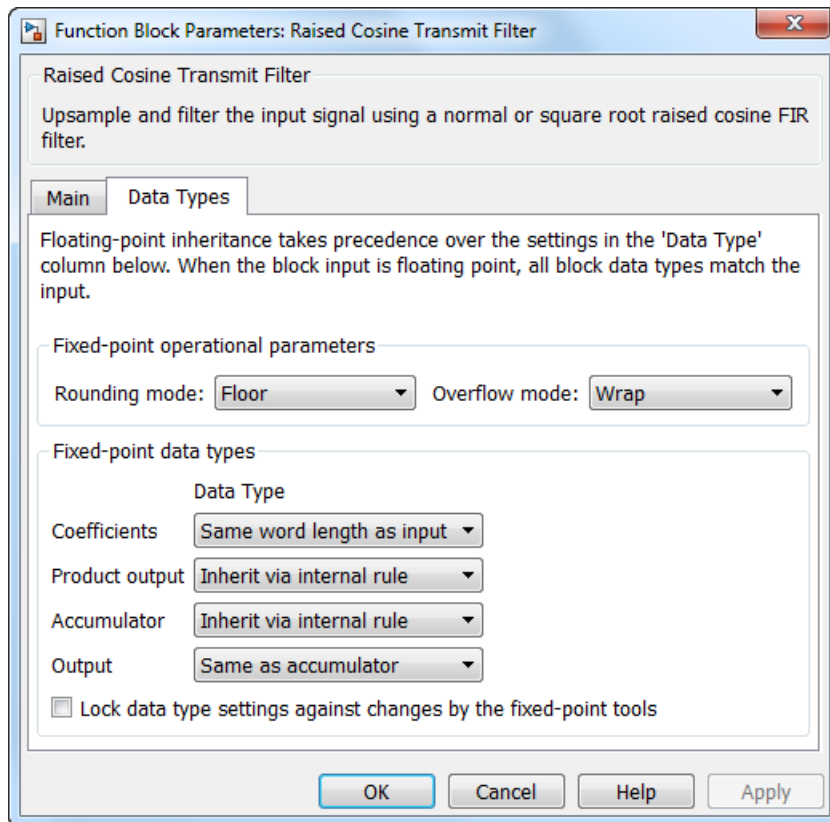 Function Block Parameters: Raised Cosine Transmit Filter
Raised Cosine Transmit Filter
Upsample and filter the input signal using a normal or square root raised cosine FIR
filter.
Main Data Types
Floating-point inheritance takes precedence over the settings in the 'Data Type'
column below. When the block input is floating point, all block data types match the
input.
Fixed-point operational parameters
Rounding mode: Floor Overflow mode: Wrap
Fixed-point data types
Data Type
Coefficients Same word length as input
Product output Inherit via internal rule
Accumulator Inherit via internal rule
Output Same as accumulator
Lock data type settings against changes by the fixed-point tools
OK Cancel Help Apply